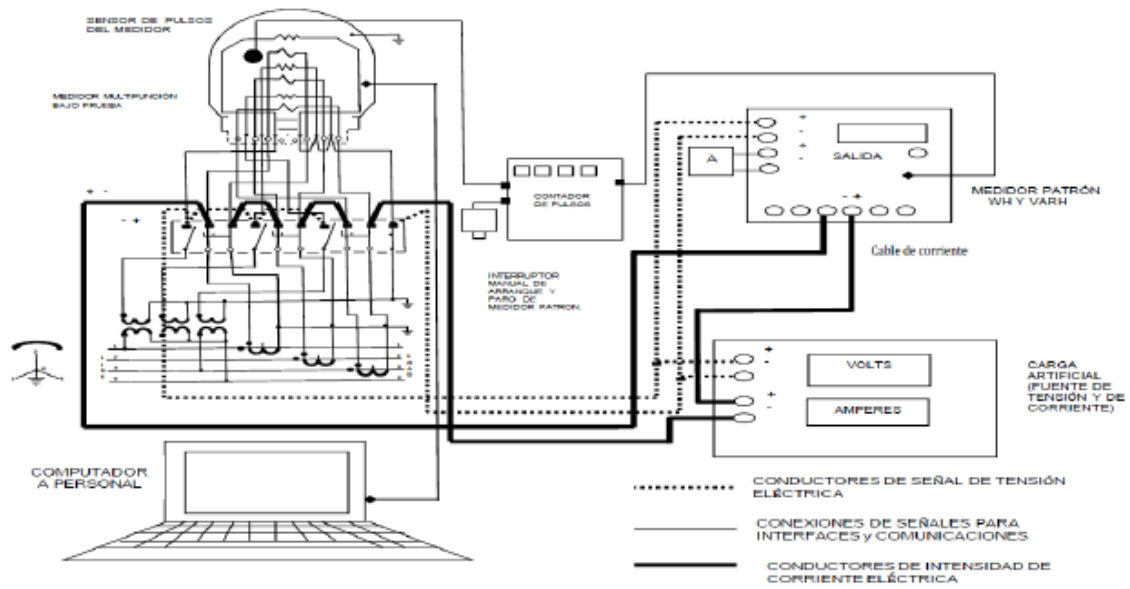 SENSOR DE PULSOS
DEL MEDIDOR
MEDIDOR MULTIFUNCIÓN
BAJO PRUEBA
+ -
- +
CONTADOR
DE PULSOS
INTERRUPTOR
MANUAL DE
ARRANQUE Y
PARO DE
MEDIDOR PATRON.
+
-
+
-
A
SALIDA
- +
MEDIDOR PATRÓN
WH Y VARH
Cable de corriente
+
-
+
-
VOLTS
AMPERES
CARGA
ARTIFICIAL
(FUENTE DE
TENSIÓN Y DE
CORRIENTE)
COMPUTADOR
A PERSONAL
CONDUCTORES DE SEÑAL DE TENSIÓN
ELÉCTRICA
CONEXIONES DE SEÑALES PARA
INTERFACES y COMUNICACIONES
CONDUCTORES DE INTENSIDAD DE
CORRIENTE ELÉCTRICA